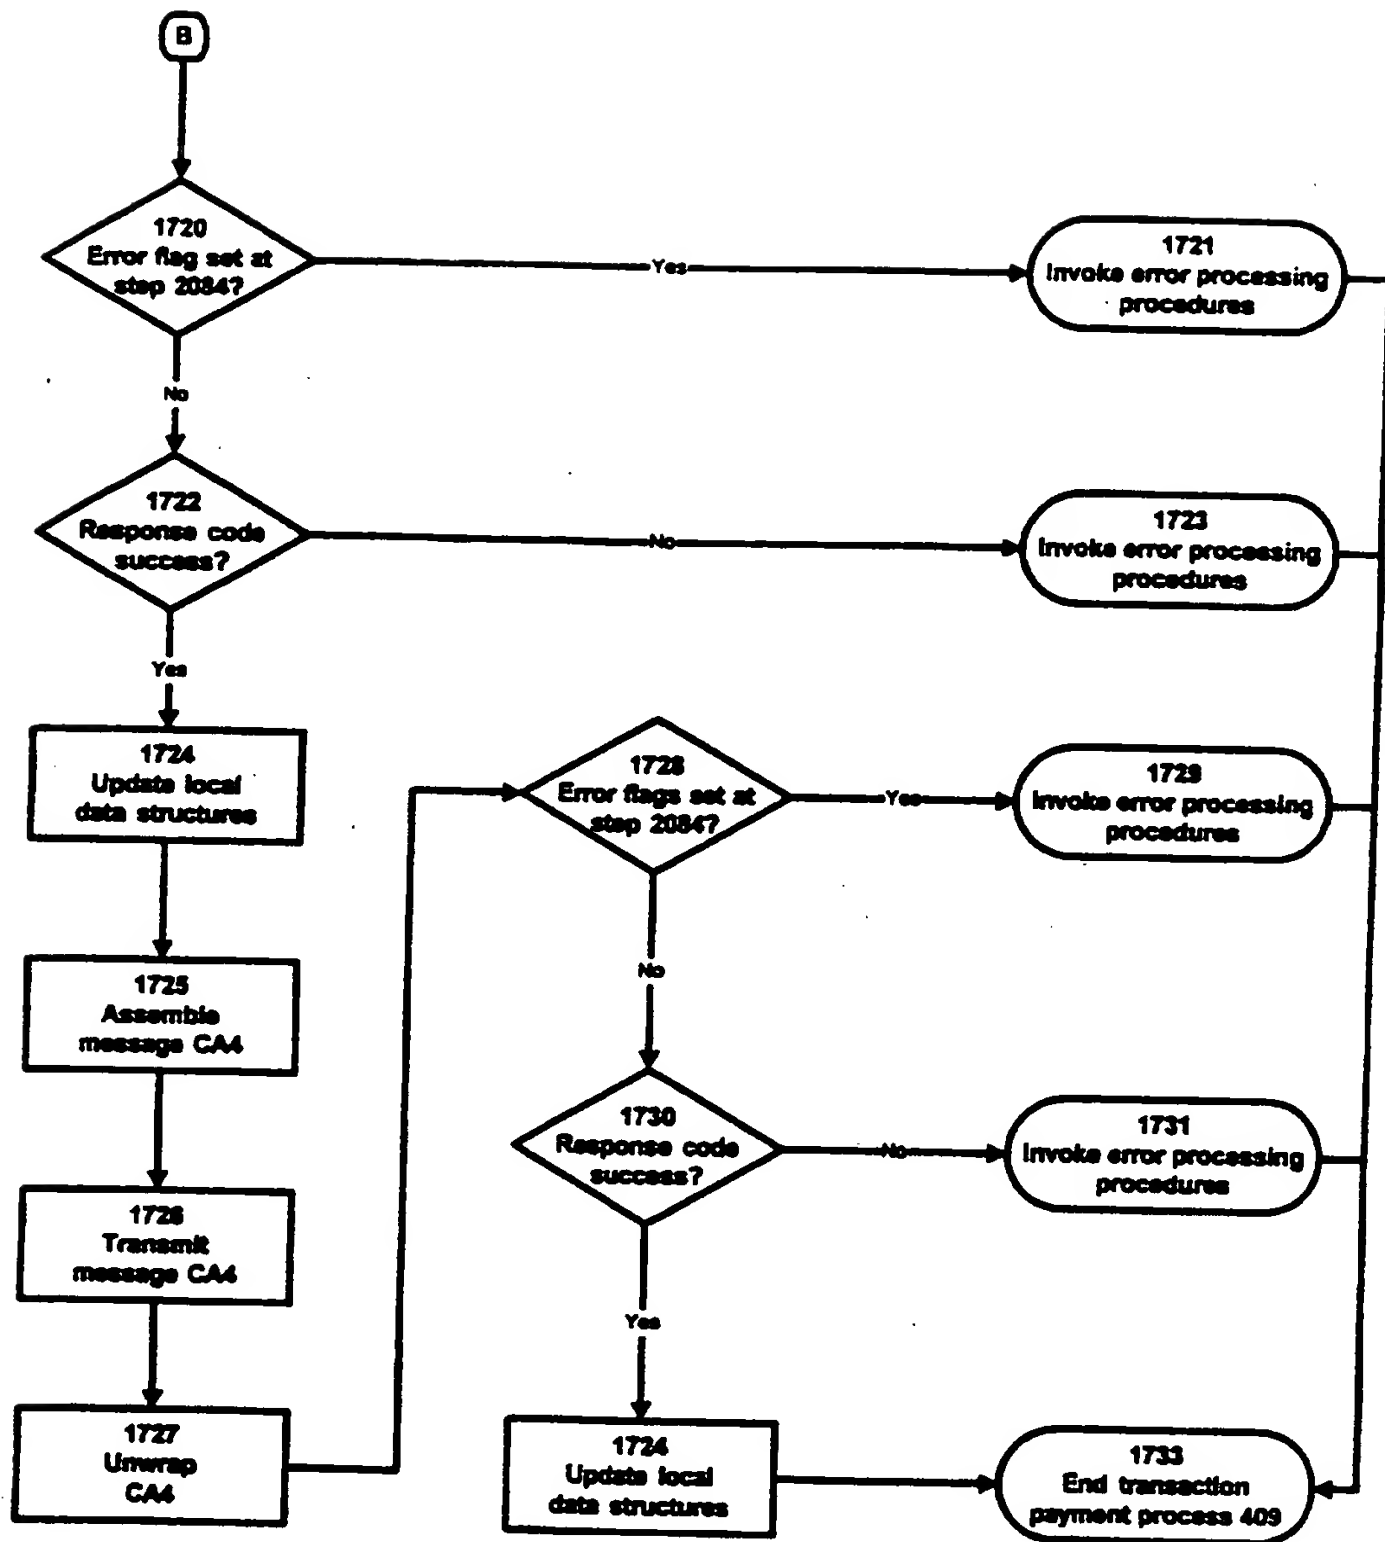 B
1720
Error flag set at
step 2084?
Yes
1721
Invoke error processing
procedures
No
1722
Response code
success?
No
1723
Invoke error processing
procedures
Yes
1724
Update local
data structures
1728
Error flags set at
step 2084?
Yes
1729
Invoke error processing
procedures
No
1725
Assemble
message CA4
1730
Response code
success?
No
1731
Invoke error processing
procedures
1726
Transmit
message CA4
Yes
1727
Unwrap
CA4
1724
Update local
data structures
1733
End transaction
payment process 409